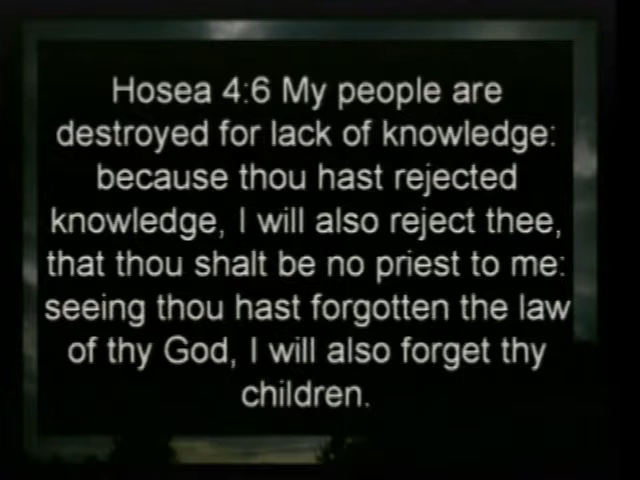 Hosea 4:6 My people are
destroyed for lack of knowledge:
because thou hast rejected
knowledge, I will also reject thee,
that thou shalt be no priest to me:
seeing thou hast forgotten the law
of thy God, I will also forget thy
children.